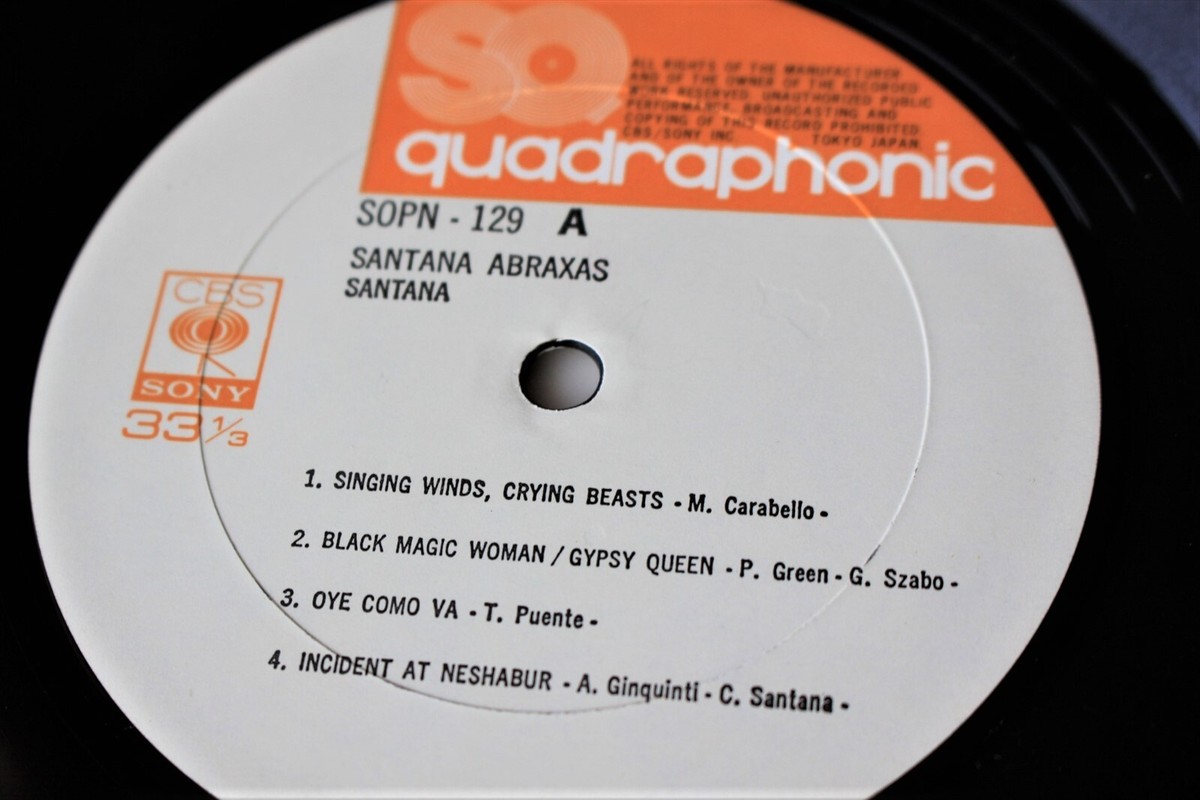 SQ
ALL RIGHTS OF THE MANUFACTURER
AND OF THE OWNER OF THE RECORDED
WORK RESERVED. UNAUTHORIZED PUBLIC
PERFORMANCE, BROADCASTING AND
COPYING OF THIS RECORD PROHIBITED
CBS/SONY INC. TOKYO JAPAN
quadraphonic
SOPN - 129 A
SANTANA ABRAXAS
SANTANA
CBS
SONY
33 1/3
1. SINGING WINDS, CRYING BEASTS - M. Carabello -
2. BLACK MAGIC WOMAN / GYPSY QUEEN - P. Green - G. Szabo -
3. OYE COMO VA - T. Puente -
4. INCIDENT AT NESHABUR - A. Ginquinti - C. Santana -